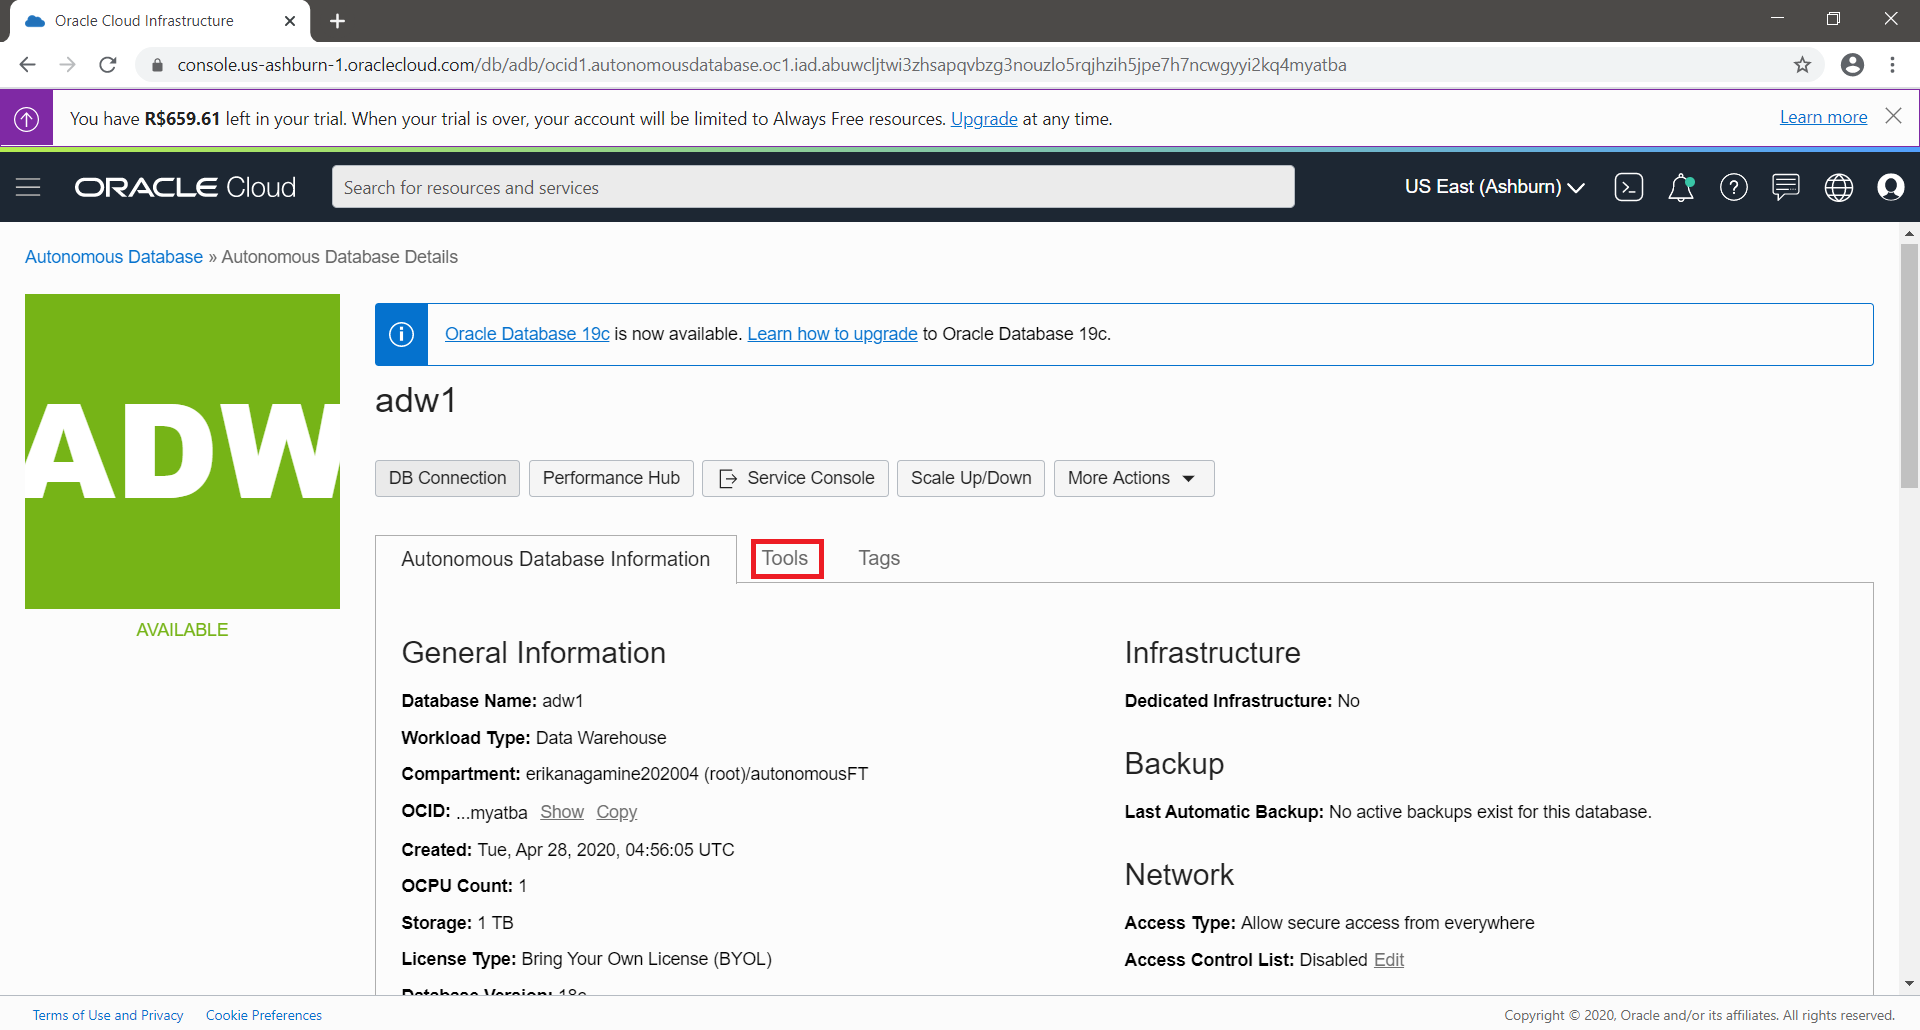 Oracle Cloud Infrastructure
console.us-ashburn-1.oraclecloud.com/db/adb/ocid1.autonomousdatabase.oc1.iad.abuwcljtwi3zhsapqvbzg3nouzlo5rqjhzih5jpe7h7ncwgyyi2kq4myatba
You have R$659.61 left in your trial. When your trial is over, your account will be limited to Always Free resources. Upgrade at any time.
Learn more
ORACLE Cloud
Search for resources and services
US East (Ashburn)
Autonomous Database » Autonomous Database Details
ADW
AVAILABLE
Oracle Database 19c is now available. Learn how to upgrade to Oracle Database 19c.
adw1
DB Connection
Performance Hub
Service Console
Scale Up/Down
More Actions
Autonomous Database Information
Tools
Tags
General Information
Database Name: adw1
Workload Type: Data Warehouse
Compartment: erikanagamine202004 (root)/autonomousFT
OCID: ...myatba Show Copy
Created: Tue, Apr 28, 2020, 04:56:05 UTC
OCPU Count: 1
Storage: 1 TB
License Type: Bring Your Own License (BYOL)
Database Version: 18c
Infrastructure
Dedicated Infrastructure: No
Backup
Last Automatic Backup: No active backups exist for this database.
Network
Access Type: Allow secure access from everywhere
Access Control List: Disabled Edit
Terms of Use and Privacy
Cookie Preferences
Copyright © 2020, Oracle and/or its affiliates. All rights reserved.